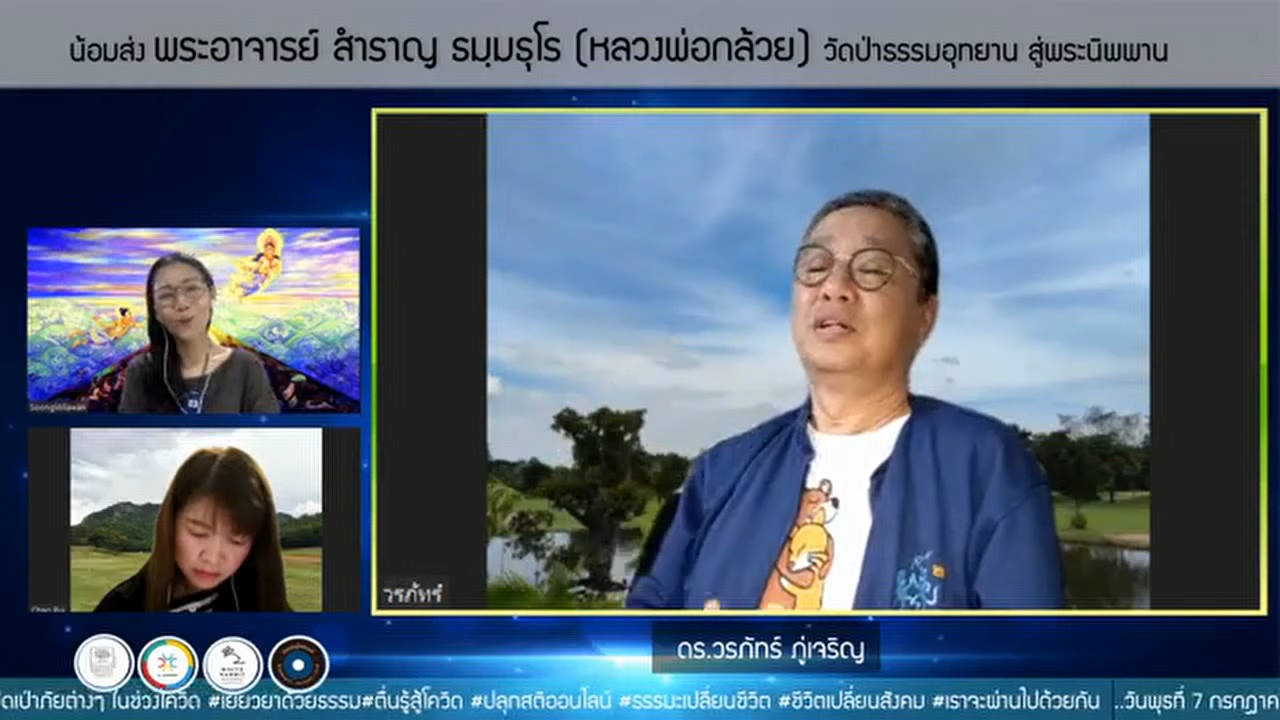 น้อมส่ง พระอาจารย์ สำราญ ธมฺมธุโร (หลวงพ่อกล้วย) วัดป่าธรรมอุทยาน สู่พระนิพพาน
วรภัทร์
ดร.วรภัทร์ ภู่เจริญ
WHITE RABBIT
ภัยต่างๆ ในช่วงโควิด #เยียวยาด้วยธรรม#ตื่นรู้สู้โควิด #ปลุกสติออนไลน์ #ธรรมะเปลี่ยนชีวิต #ชีวิตเปลี่ยนสังคม #เราจะผ่านไปด้วยกัน ..วันพุธที่ 7 กรกฎาค